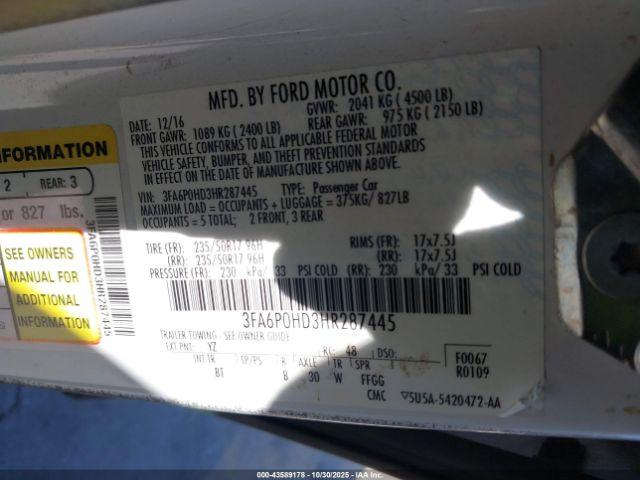 MFD. BY FORD MOTOR CO.
DATE: 12/16 GVWR: 2041 KG ( 4500 LB)
FRONT GAWR: 1089 KG ( 2400 LB) REAR GAWR: 975 KG ( 2150 LB)
THIS VEHICLE CONFORMS TO ALL APPLICABLE FEDERAL MOTOR
VEHICLE SAFETY, BUMPER, AND THEFT PREVENTION STANDARDS
IN EFFECT ON THE DATE OF MANUFACTURE SHOWN ABOVE.
VIN: 3FA6P0HD3HR287445 TYPE: Passenger Car
MAXIMUM LOAD = OCCUPANTS + LUGGAGE = 375KG/ 827LB
OCCUPANTS = 5 TOTAL; 2 FRONT, 3 REAR
TIRE (FR): 235/50R17 96H RIMS (FR): 17x7.5J
(RR): 235/50R17 96H (RR): 17x7.5J
PRESSURE (FR): 230 kPa/ 33 PSI COLD (RR): 230 kPa/ 33 PSI COLD
3FA6P0HD3HR287445
TRAILER TOWING - SEE OWNER GUIDE
EXT PNT: YZ RC: 48 DSO: F0067
INT TR TP/PS R AXLE TR SPR R0109
BT B 30 W FFGG
CMC 5U5A-5420472-AA
INFORMATION
2 REAR: 3
or 827 lbs.
SEE OWNERS
MANUAL FOR
ADDITIONAL
INFORMATION
3FA6P0HD3HR287445
000-43589178 - 10/30/2025 - IAAI.COM